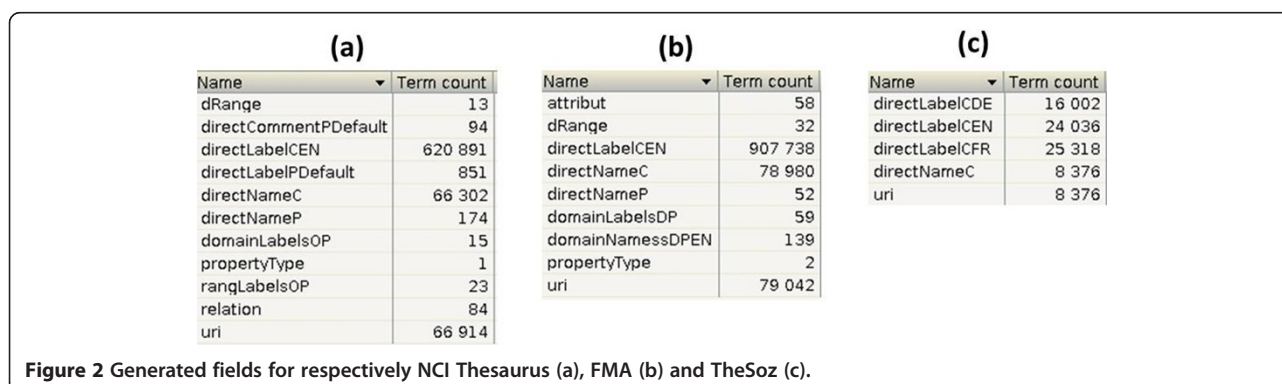 (a)
Name Term count
dRange 13
directCommentPDefault 94
directLabelCEN 620 891
directLabelPDefault 851
directNameC 66 302
directNameP 174
domainLabelsOP 15
propertyType 1
rangLabelsOP 23
relation 84
uri 66 914
(b)
Name Term count
attribut 58
dRange 32
directLabelCEN 907 738
directNameC 78 980
directNameP 52
domainLabelsDP 59
domainNamessDPEN 139
propertyType 2
uri 79 042
(c)
Name Term count
directLabelCDE 16 002
directLabelCEN 24 036
directLabelCFR 25 318
directNameC 8 376
uri 8 376
Figure 2 Generated fields for respectively NCI Thesaurus (a), FMA (b) and TheSoz (c).